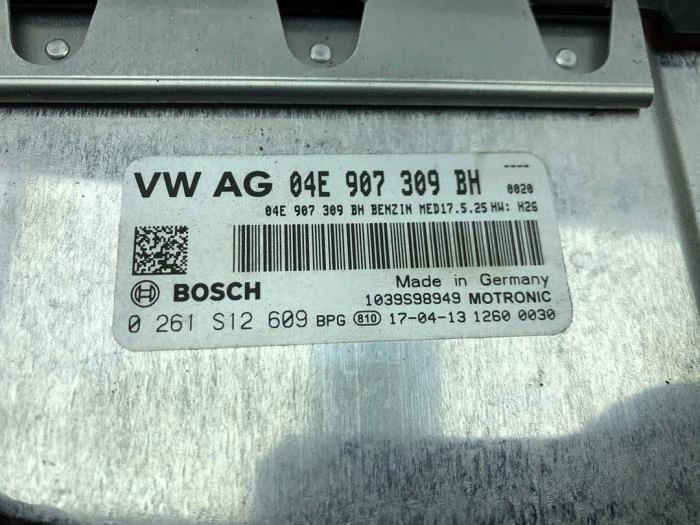 ----
VW AG 04E 907 309 BH 0020
04E 907 309 BH BENZIN MED17.5.25 HW: H26
BOSCH
Made in Germany
1039S98949 MOTRONIC
0 261 S12 609 BPG 810 17-04-13 1260 0030